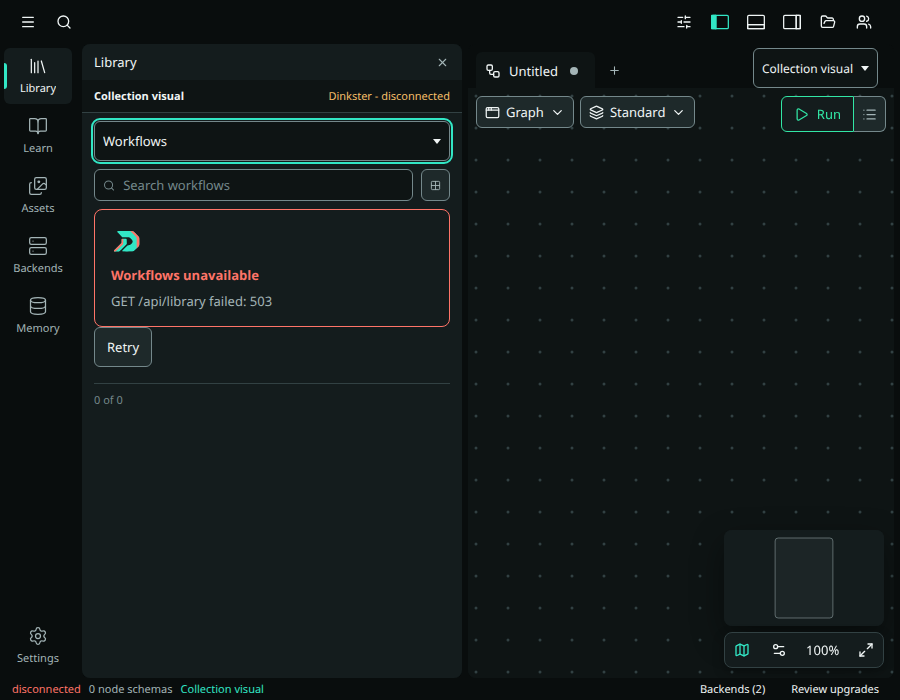 Library
Learn
Assets
Backends
Memory
Settings
Library
Collection visual
Dinkster - disconnected
Workflows
Search workflows
Workflows unavailable
GET /api/library failed: 503
Retry
0 of 0
Untitled
Collection visual
Graph
Standard
Run
100%
disconnected
0 node schemas
Collection visual
Backends (2)
Review upgrades